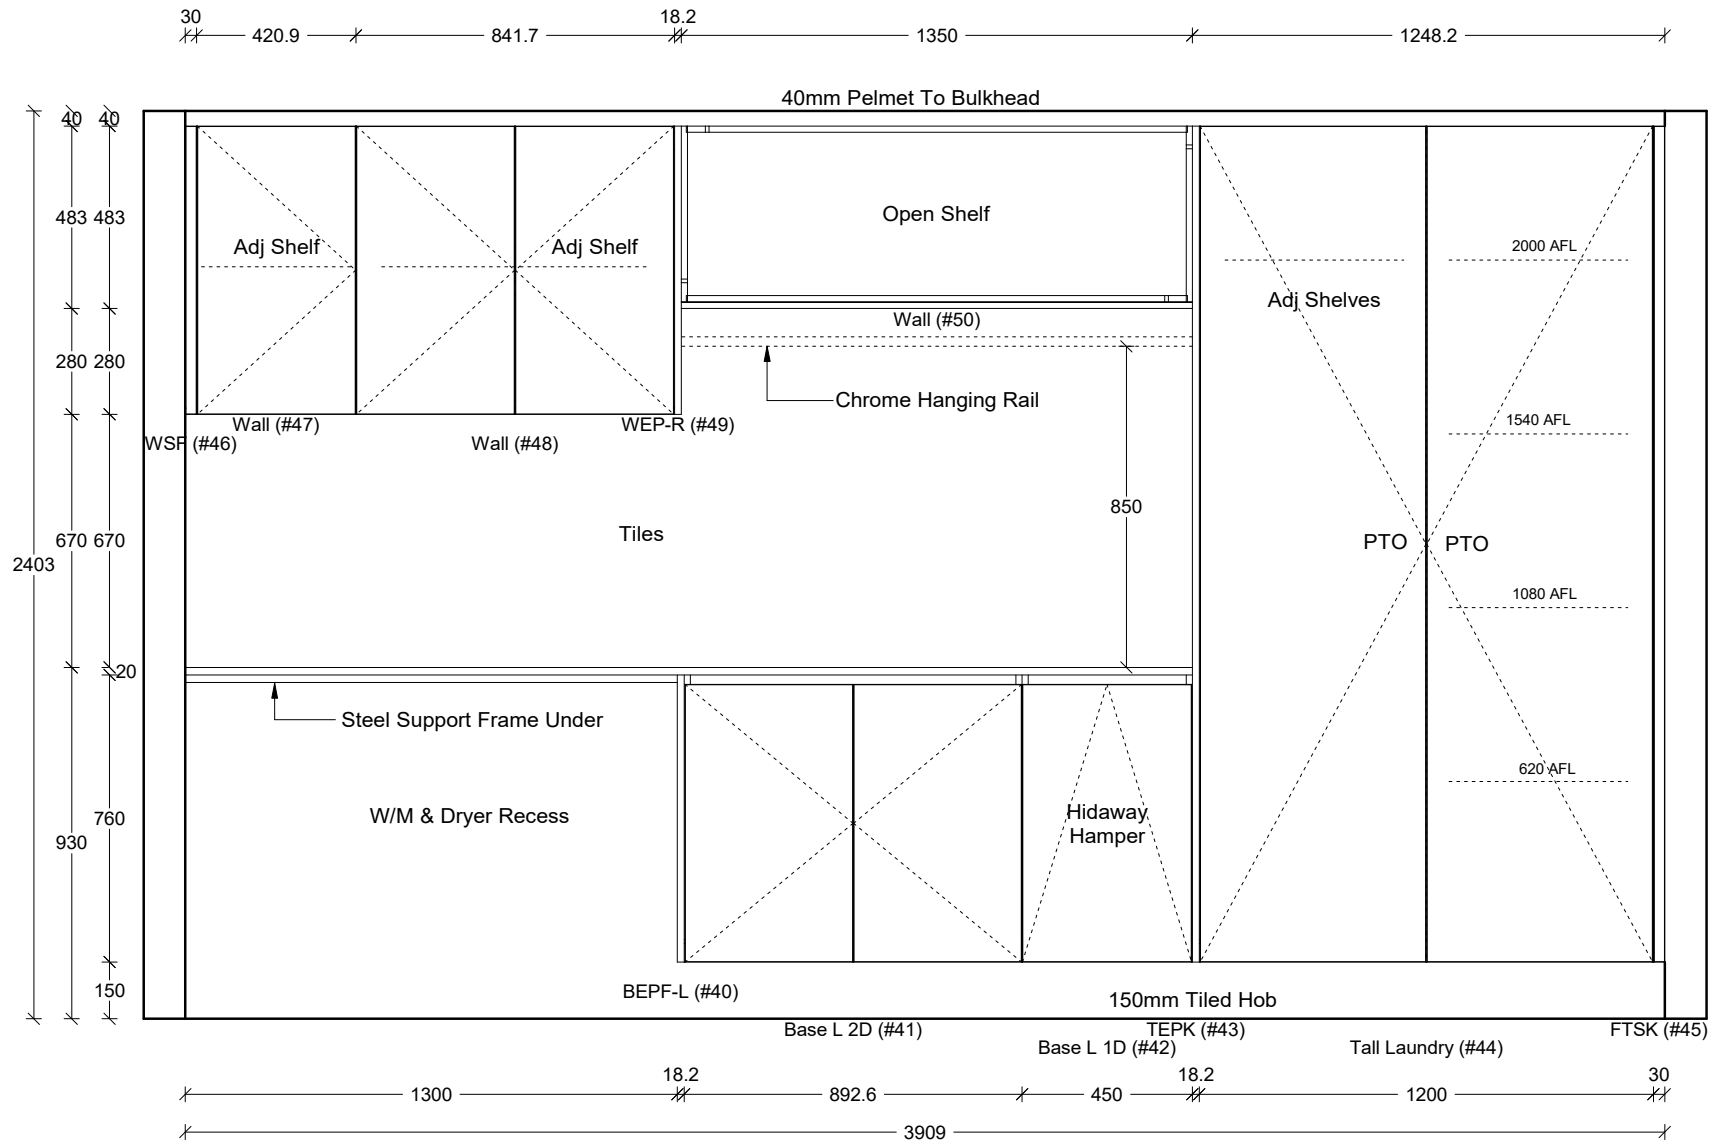 30
18.2
420.9
841.7
1350
1248.2
40mm Pelmet To Bulkhead
40
40
483
483
Open Shelf
Adj Shelf
Adj Shelf
2000 AFL
Adj Shelves
Wall (#50)
280
280
Chrome Hanging Rail
Wall (#47)
WEP-R (#49)
1540 AFL
WSF (#46)
Wall (#48)
850
Tiles
670
670
PTO
PTO
2403
1080 AFL
20
Steel Support Frame Under
620 AFL
W/M & Dryer Recess
760
Hidaway
Hamper
930
150
BEPF-L (#40)
150mm Tiled Hob
Base L 2D (#41)
TEPK (#43)
FTSK (#45)
Base L 1D (#42)
Tall Laundry (#44)
18.2
18.2
30
1300
892.6
450
1200
3909